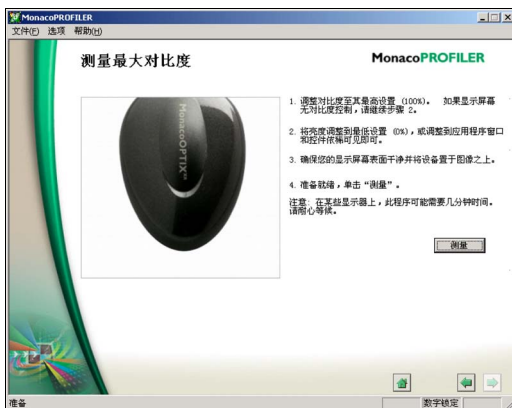 MonacoPROFILER
文件(F) 选项 帮助(H)
测量最大对比度
MonacoPROFILER
MonacoOPTIX
1. 调整对比度至其最高设置 (100%)。 如果显示屏幕
无对比度控制，请继续步骤 2。
2. 将亮度调整到最低设置 (0%)，或调整到应用程序窗口
和控件依稀可见即可。
3. 确保您的显示屏幕表面干净并将设备置于图像之上。
4. 准备就绪，单击“测量”。
注意: 在某些显示器上，此程序可能需要几分钟时间。
请耐心等候。
测量
准备
数字锁定